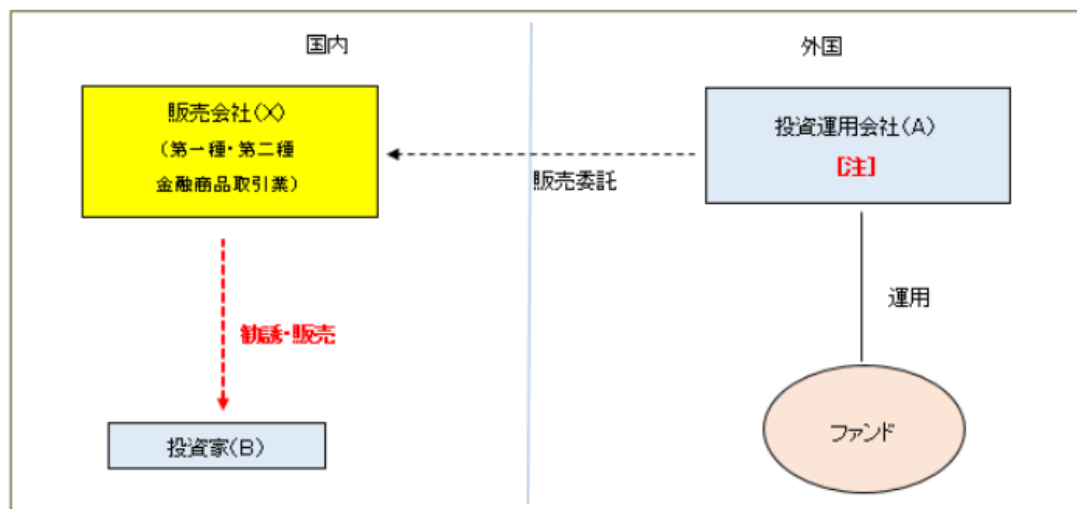 国内
外国
販売会社(X)
(第一種・第二種
金融商品取引業)
投資運用会社(A)
[注]
販売委託
運用
勧誘・販売
投資家(B)
ファンド